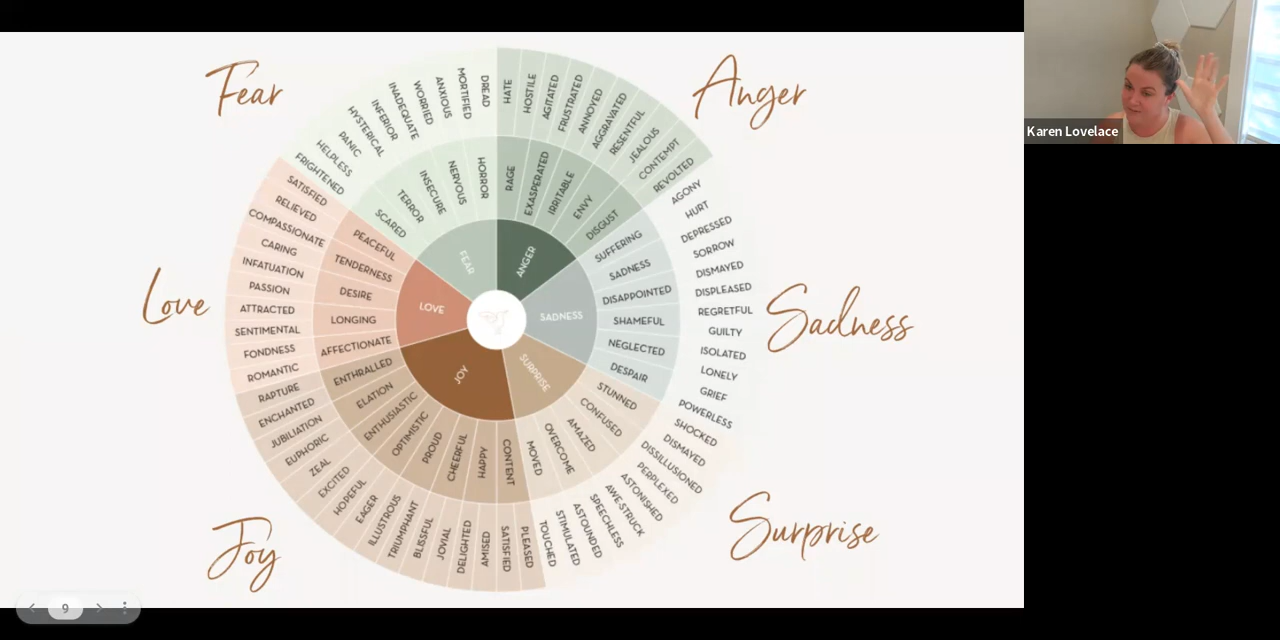 Fear
Anger
Love
Sadness
Joy
Surprise
FEAR
ANGER
SADNESS
SURPRISE
JOY
LOVE
SCARED
TERROR
INSECURE
NERVOUS
HORROR
RAGE
EXASPERATED
IRRITABLE
ENVY
DISGUST
SUFFERING
SADNESS
DISAPPOINTED
SHAMEFUL
NEGLECTED
DESPAIR
STUNNED
CONFUSED
AMAZED
OVERCOME
MOVED
CONTENT
HAPPY
CHEERFUL
PROUD
OPTIMISTIC
ENTHUSIASTIC
ELATION
ENTHRALLED
AFFECTIONATE
LONGING
DESIRE
TENDERNESS
PEACEFUL
FRIGHTENED
HELPLESS
PANIC
HYSTERICAL
INFERIOR
INADEQUATE
WORRIED
ANXIOUS
MORTIFIED
DREAD
HATE
HOSTILE
AGITATED
FRUSTRATED
ANNOYED
AGGRAVATED
RESENTFUL
JEALOUS
CONTEMPT
REVOLTED
AGONY
HURT
DEPRESSED
SORROW
DISMAYED
DISPLEASED
REGRETFUL
GUILTY
ISOLATED
LONELY
GRIEF
POWERLESS
SHOCKED
DISMAYED
DISSILLUSIONED
PERPLEXED
ASTONISHED
AWE-STRUCK
SPEECHLESS
ASTOUNDED
STIMULATED
TOUCHED
PLEASED
SATISFIED
AMISED
DELIGHTED
JOVIAL
BLISSFUL
TRIUMPHANT
ILLUSTROUS
EAGER
HOPEFUL
EXCITED
ZEAL
EUPHORIC
JUBILIATION
ENCHANTED
RAPTURE
ROMANTIC
FONDNESS
SENTIMENTAL
ATTRACTED
PASSION
INFATUATION
CARING
COMPASSIONATE
RELIEVED
SATISFIED
Karen Lovelace
9